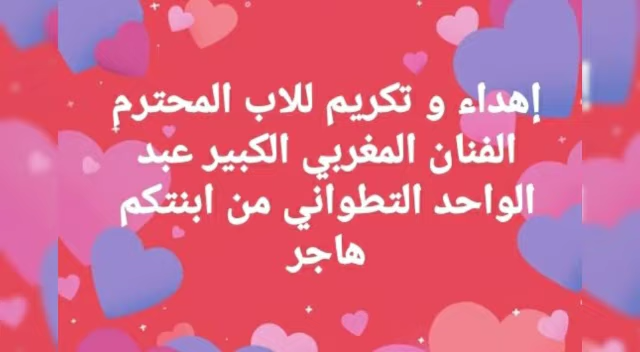 إهداء و تكريم للاب المحترم
الفنان المغربي الكبير عبد
الواحد التطواني من ابنتكم
هاجر